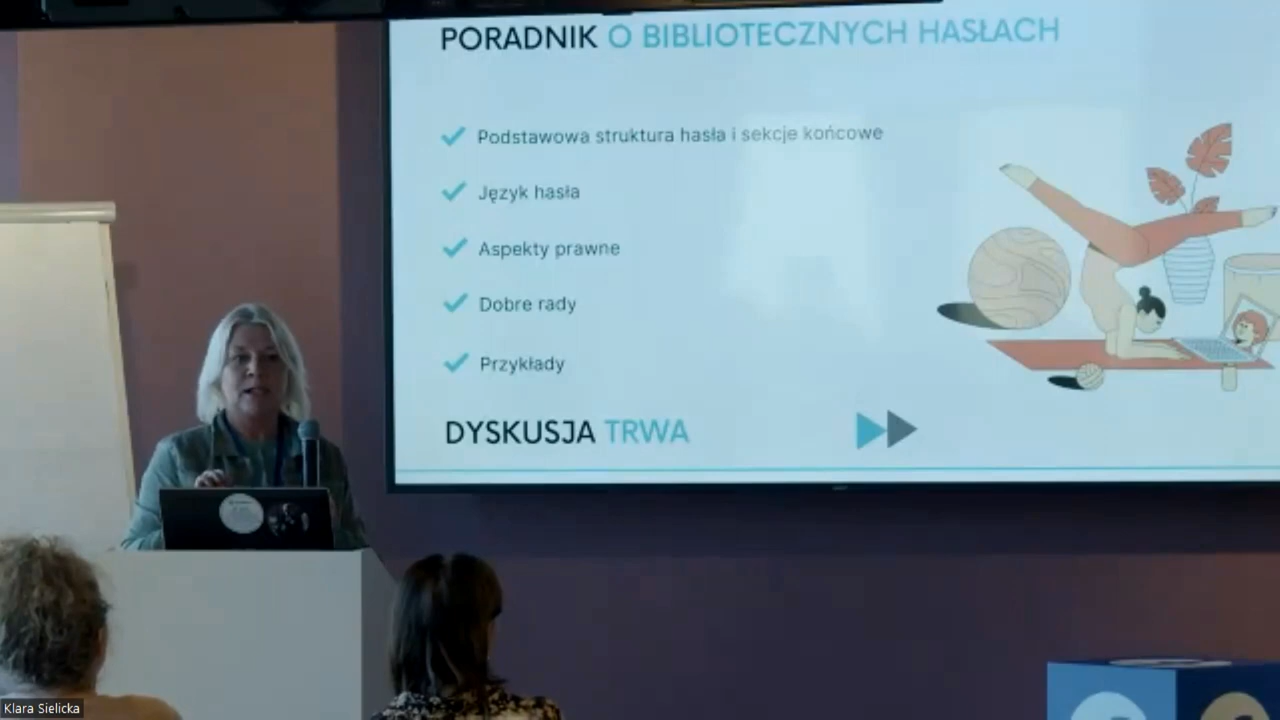 PORADNIK O BIBLIOTECZNYCH HASŁACH
Podstawowa struktura hasła i sekcje końcowe
Język hasła
Aspekty prawne
Dobre rady
Przykłady
DYSKUSJA TRWA
Klara Sielicka